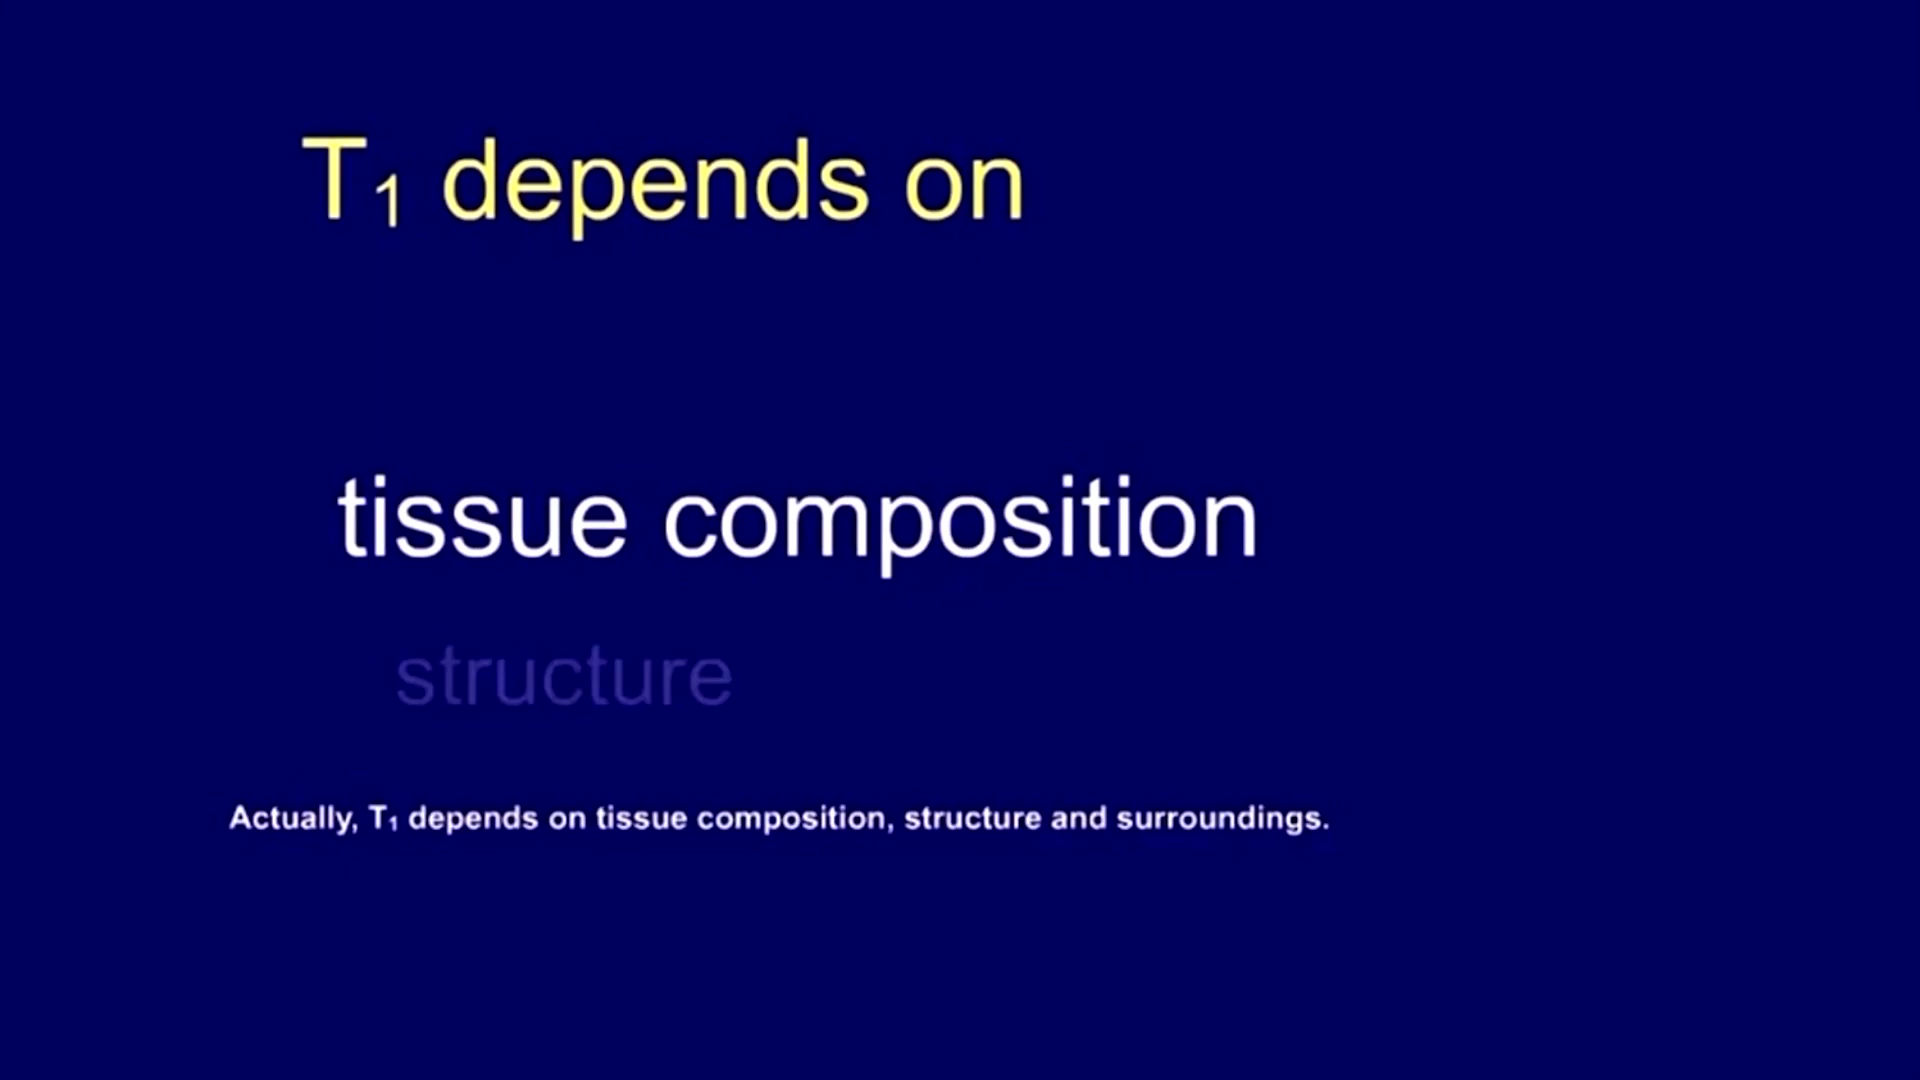 T₁ depends on
tissue composition
structure
Actually, T₁ depends on tissue composition, structure and surroundings.